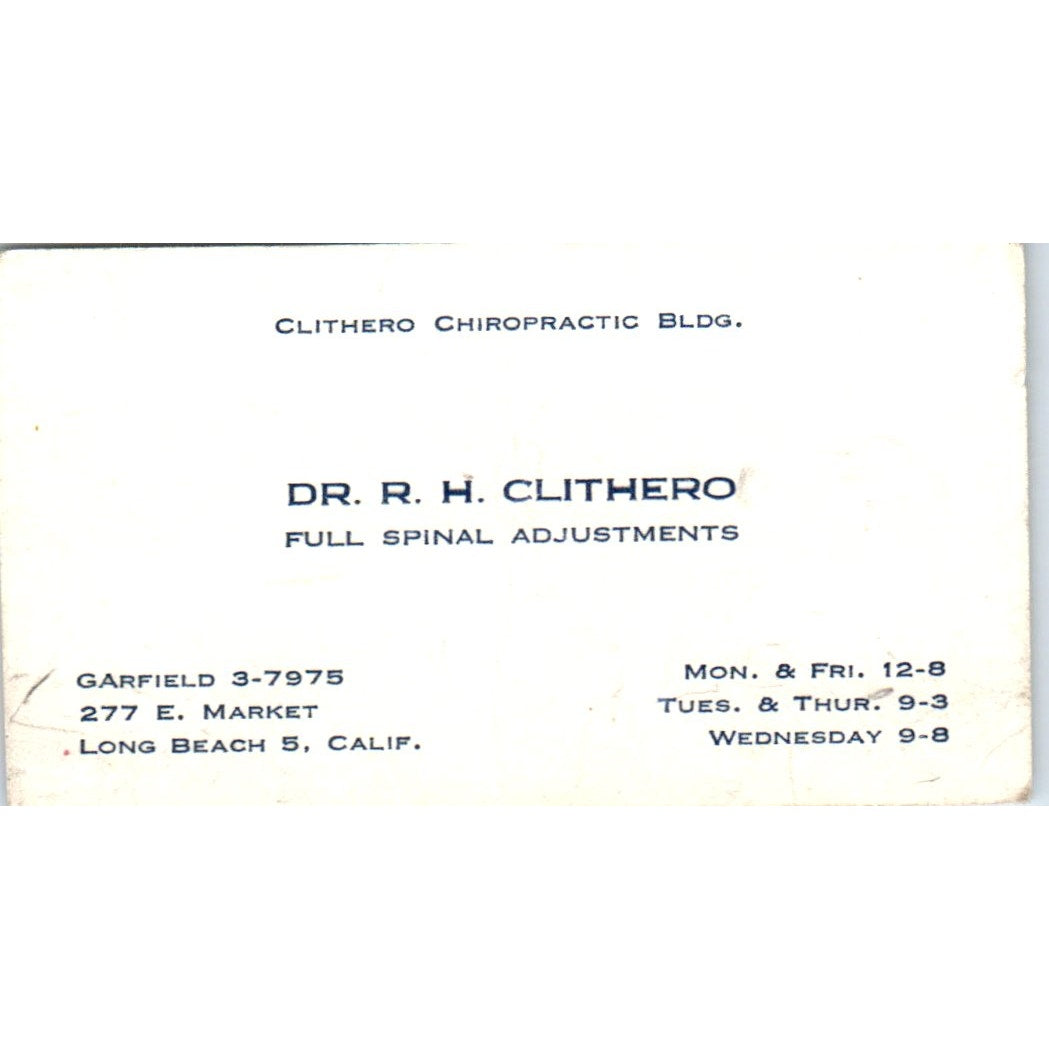 CLITHERO CHIROPRACTIC BLDG.
DR. R. H. CLITHERO
FULL SPINAL ADJUSTMENTS
GARFIELD 3-7975
277 E. MARKET
LONG BEACH 5, CALIF.
MON. & FRI. 12-8
TUES. & THUR. 9-3
WEDNESDAY 9-8